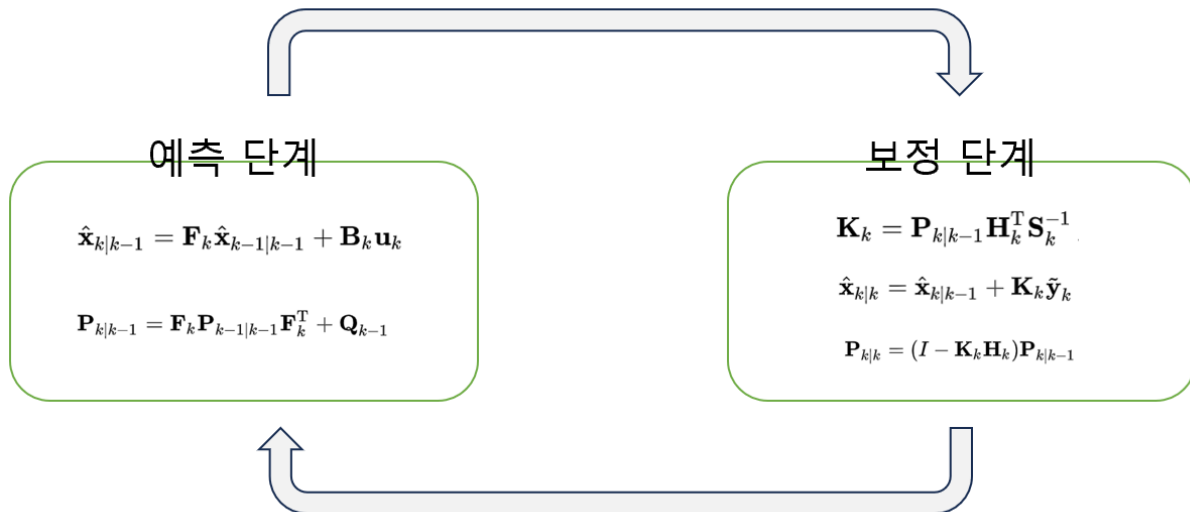 예측 단계
x̂_{k|k−1} = F_k x̂_{k−1|k−1} + B_k u_k
P_{k|k−1} = F_k P_{k−1|k−1} F_k^T + Q_{k−1}
보정 단계
K_k = P_{k|k−1} H_k^T S_k^{−1}
x̂_{k|k} = x̂_{k|k−1} + K_k ỹ_k
P_{k|k} = (I − K_k H_k) P_{k|k−1}